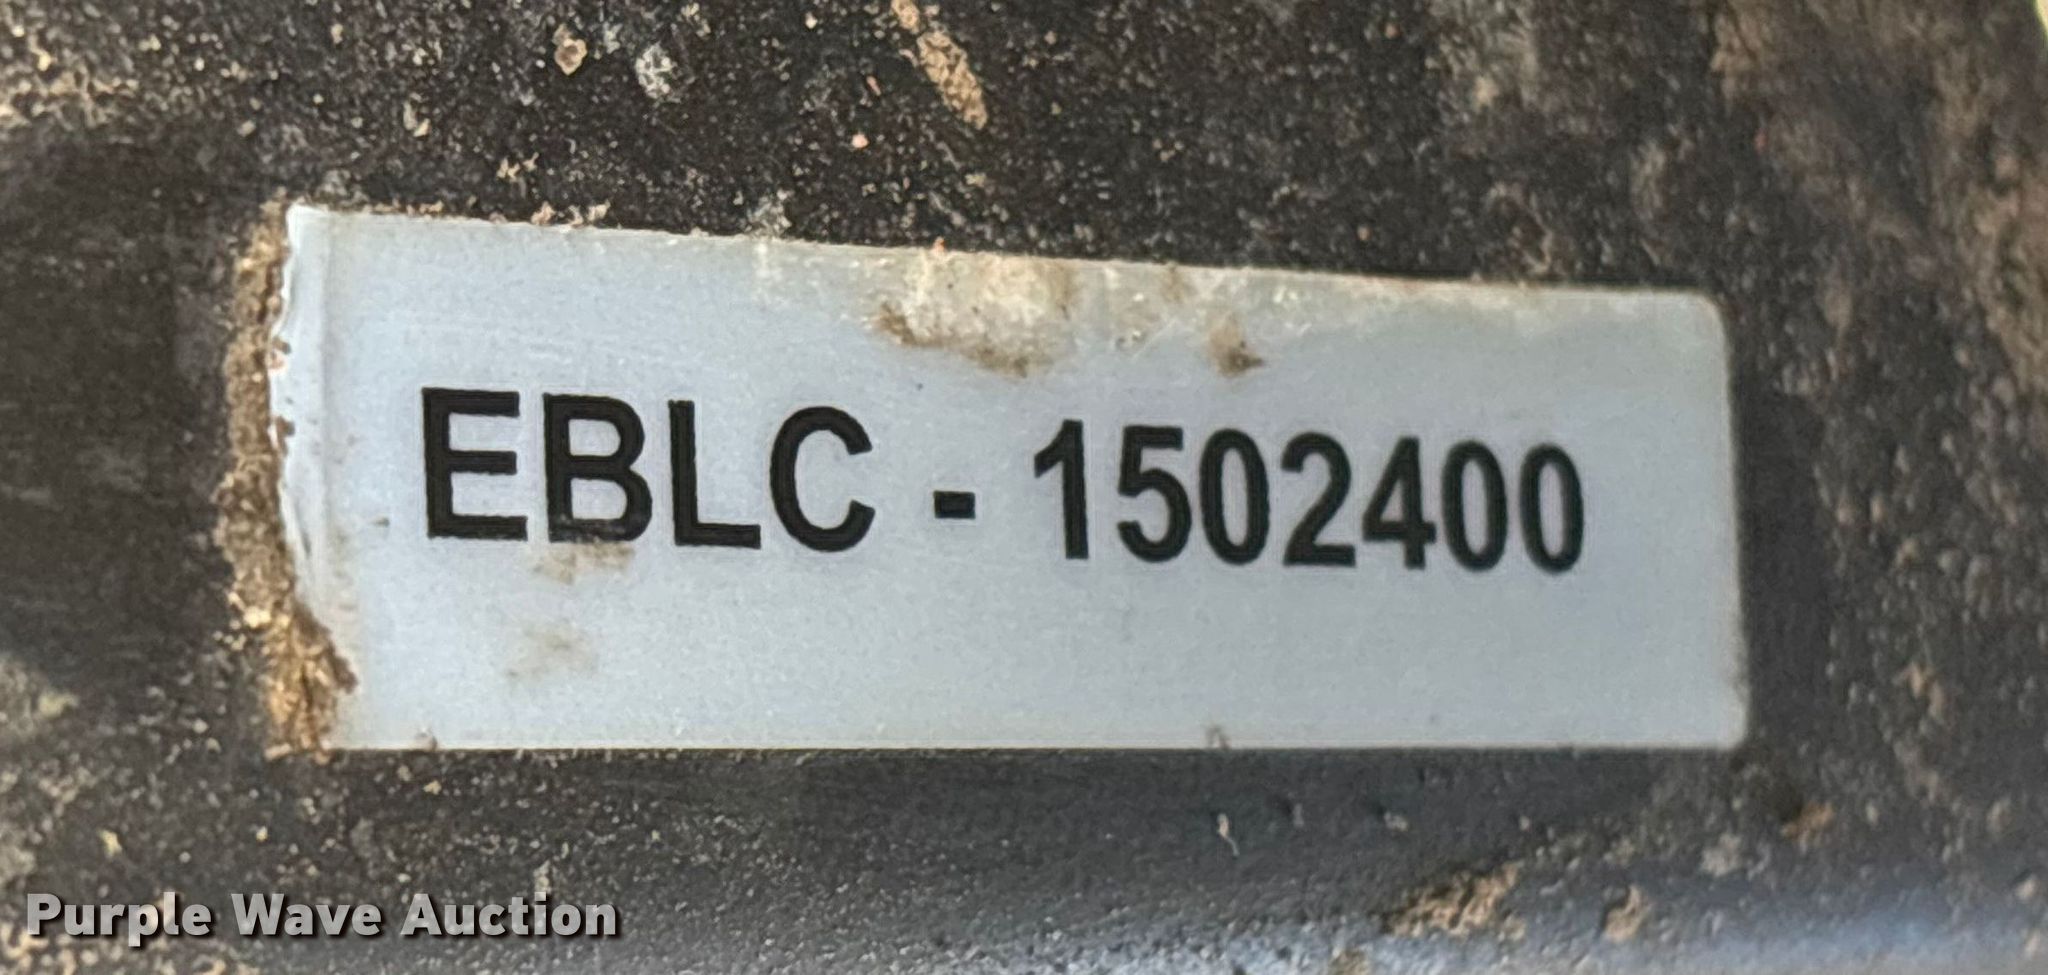 EBLC - 1502400
Purple Wave Auction